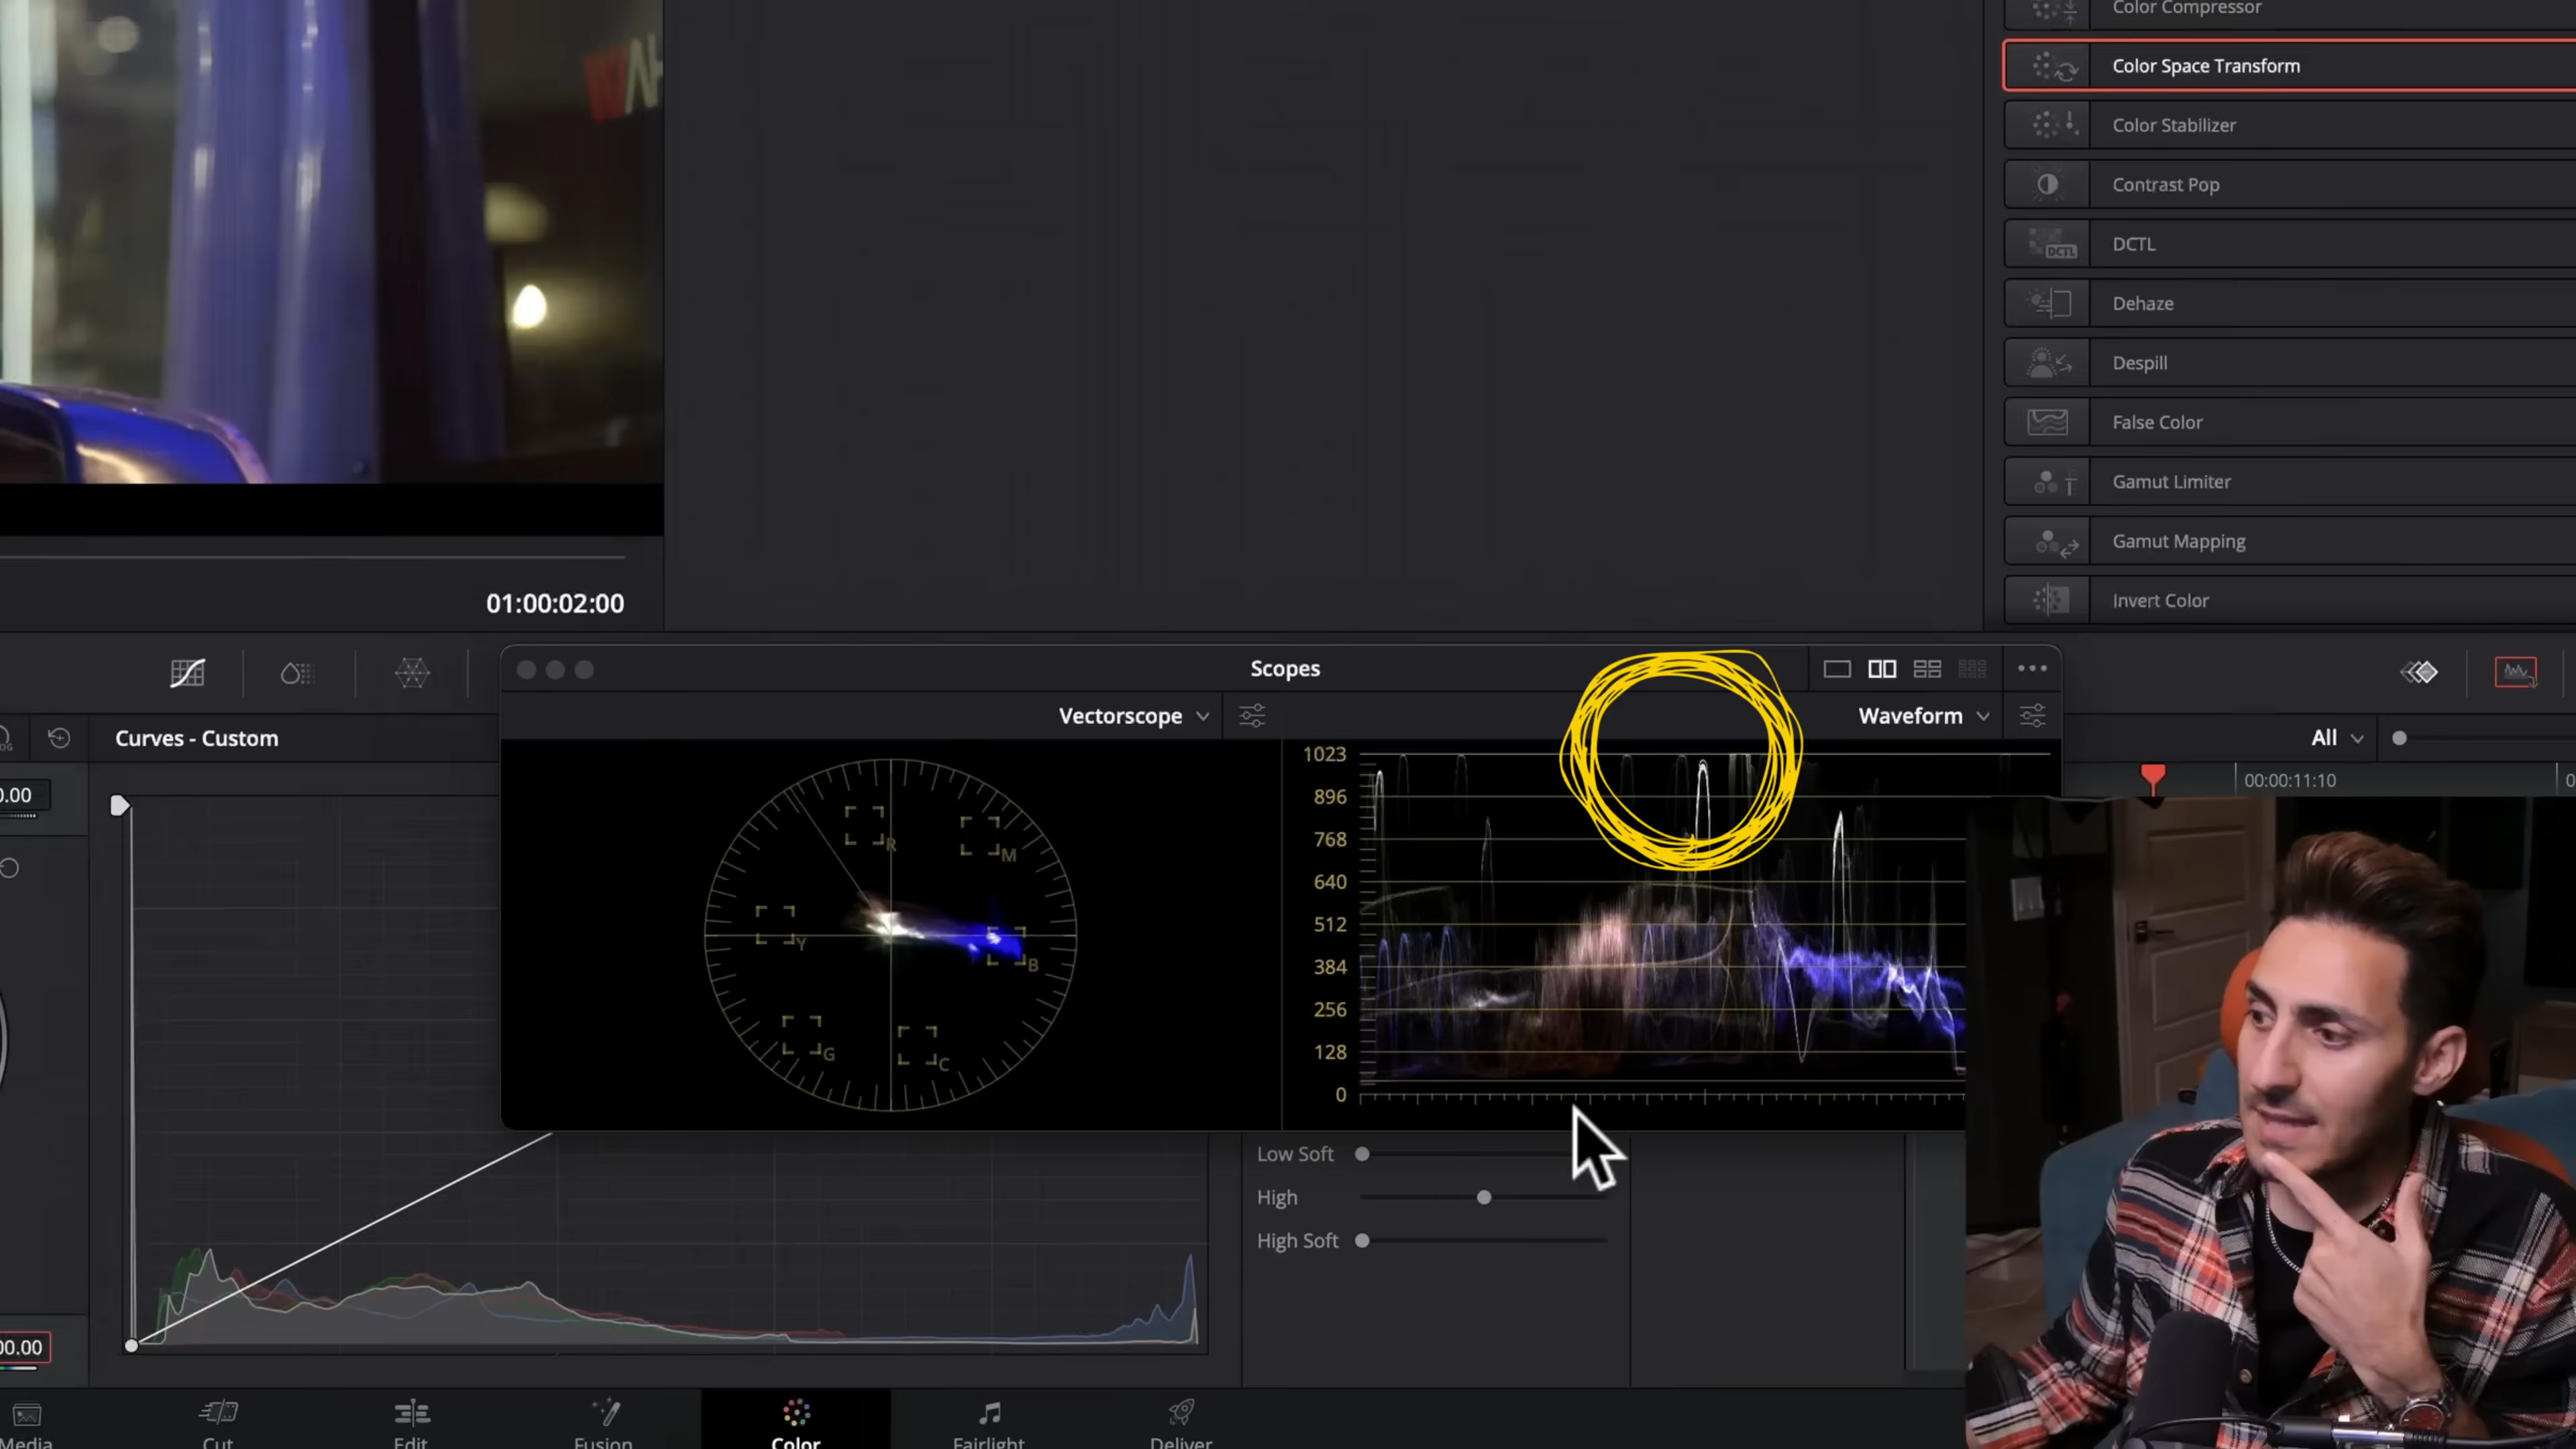 Color Compressor
Color Space Transform
Color Stabilizer
Contrast Pop
DCTL
DCTL
Dehaze
Despill
False Color
Gamut Limiter
Gamut Mapping
Invert Color
01:00:02:00
Scopes
Vectorscope
Waveform
Curves - Custom
All
00:00:11:10
0.00
R
M
Y
B
G
C
1023
896
768
640
512
384
256
128
0
Low Soft
High
High Soft
00.00
Media
Cut
Edit
Fusion
Color
Fairlight
Deliver